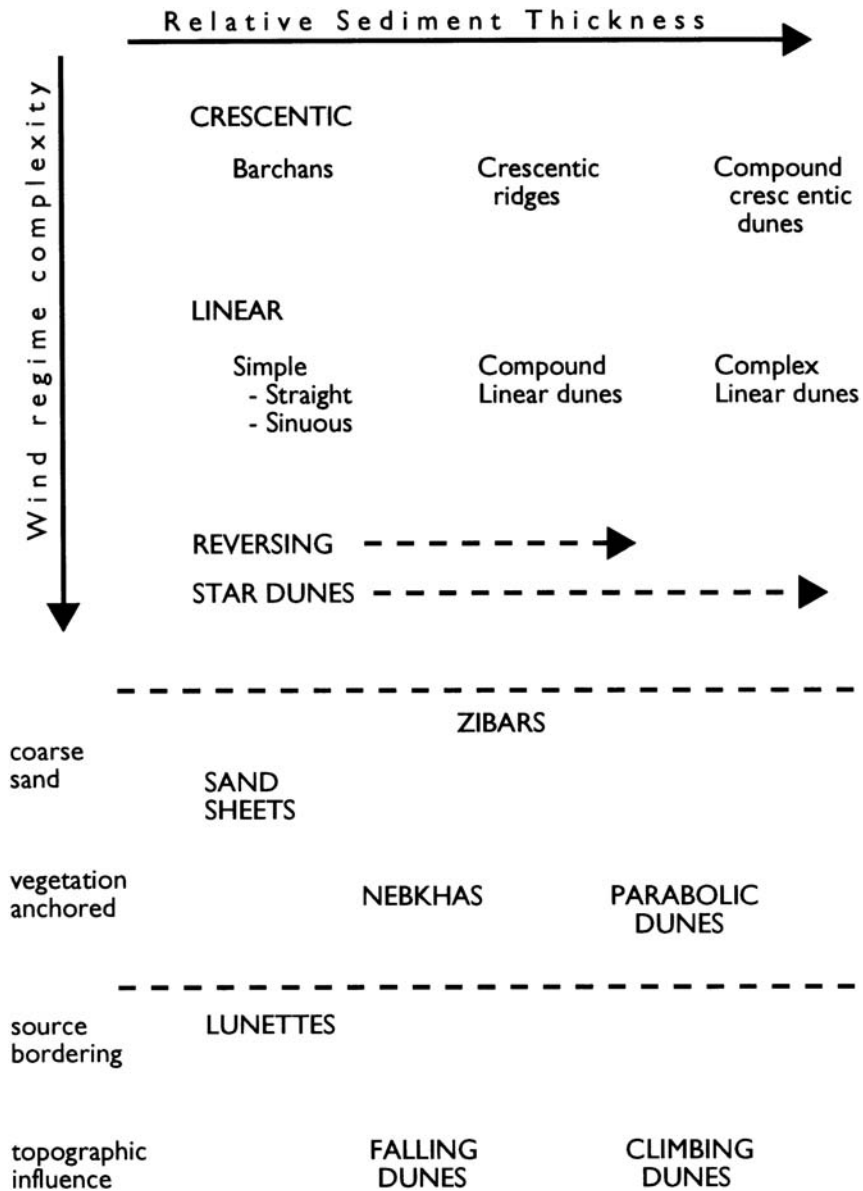 Relative Sediment Thickness
Wind regime complexity
CRESCENTIC
Barchans
Crescentic
ridges
Compound
cresc entic
dunes
LINEAR
Simple
- Straight
- Sinuous
Compound
Linear dunes
Complex
Linear dunes
REVERSING
STAR DUNES
ZIBARS
coarse
sand
SAND
SHEETS
vegetation
anchored
NEBKHAS
PARABOLIC
DUNES
source
bordering
LUNETTES
topographic
influence
FALLING
DUNES
CLIMBING
DUNES